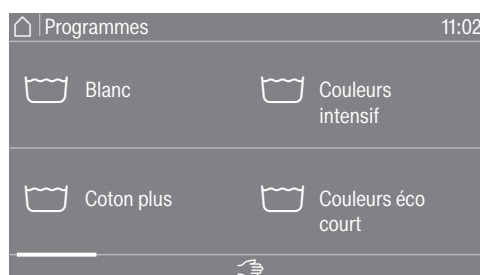 Programmes 11:02
Blanc
Couleurs
intensif
Coton plus
Couleurs éco
court